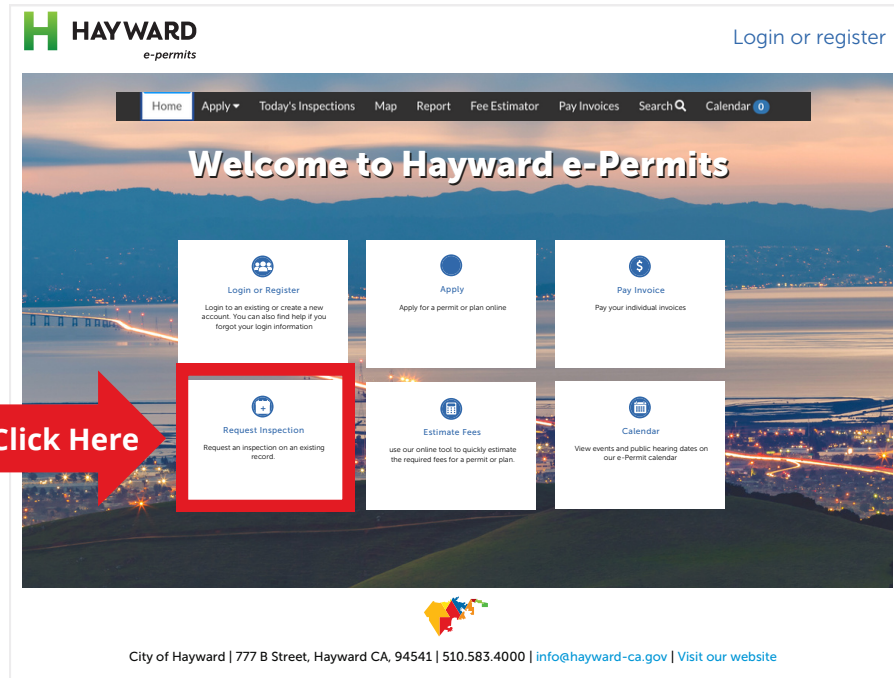 HAYWARD
e-permits
Login or register
Home Apply Today's Inspections Map Report Fee Estimator Pay Invoices Search Calendar 0
Welcome to Hayward e-Permits
Login or Register
Login to an existing or create a new
account. You can also find help if you
forgot your login information
Apply
Apply for a permit or plan online
$
Pay Invoice
Pay your individual invoices
Click Here
Request Inspection
Request an inspection on an existing
record.
Estimate Fees
use our online tool to quickly estimate
the required fees for a permit or plan.
Calendar
View events and public hearing dates on
our e-Permit calendar
City of Hayward | 777 B Street, Hayward CA, 94541 | 510.583.4000 | info@hayward-ca.gov | Visit our website